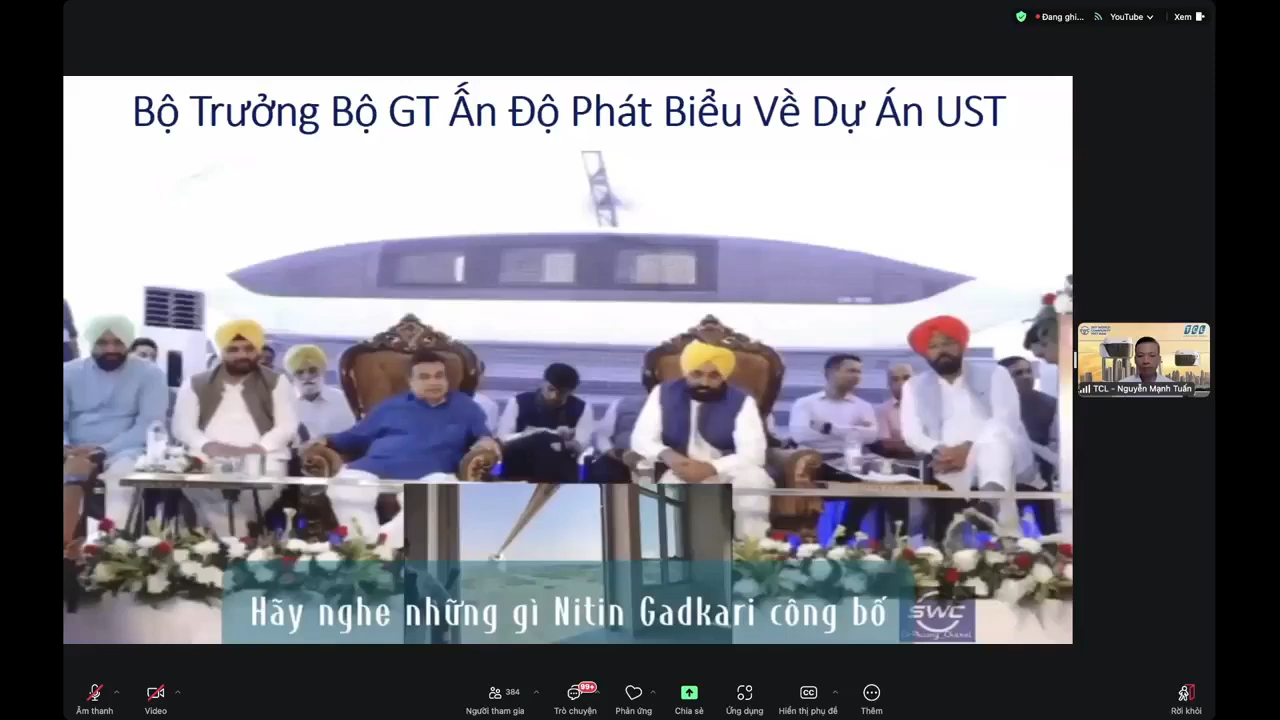 Đang ghi...
YouTube
Xem
Bộ Trưởng Bộ GT Ấn Độ Phát Biểu Về Dự Án UST
TCL
TCL - Nguyễn Mạnh Tuấn
Hãy nghe những gì Nitin Gadkari công bố
SWC
Âm thanh
Video
384
Người tham gia
99+
Trò chuyện
Phản ứng
Chia sẻ
Ứng dụng
CC
Hiển thị phụ đề
Thêm
Rời khỏi